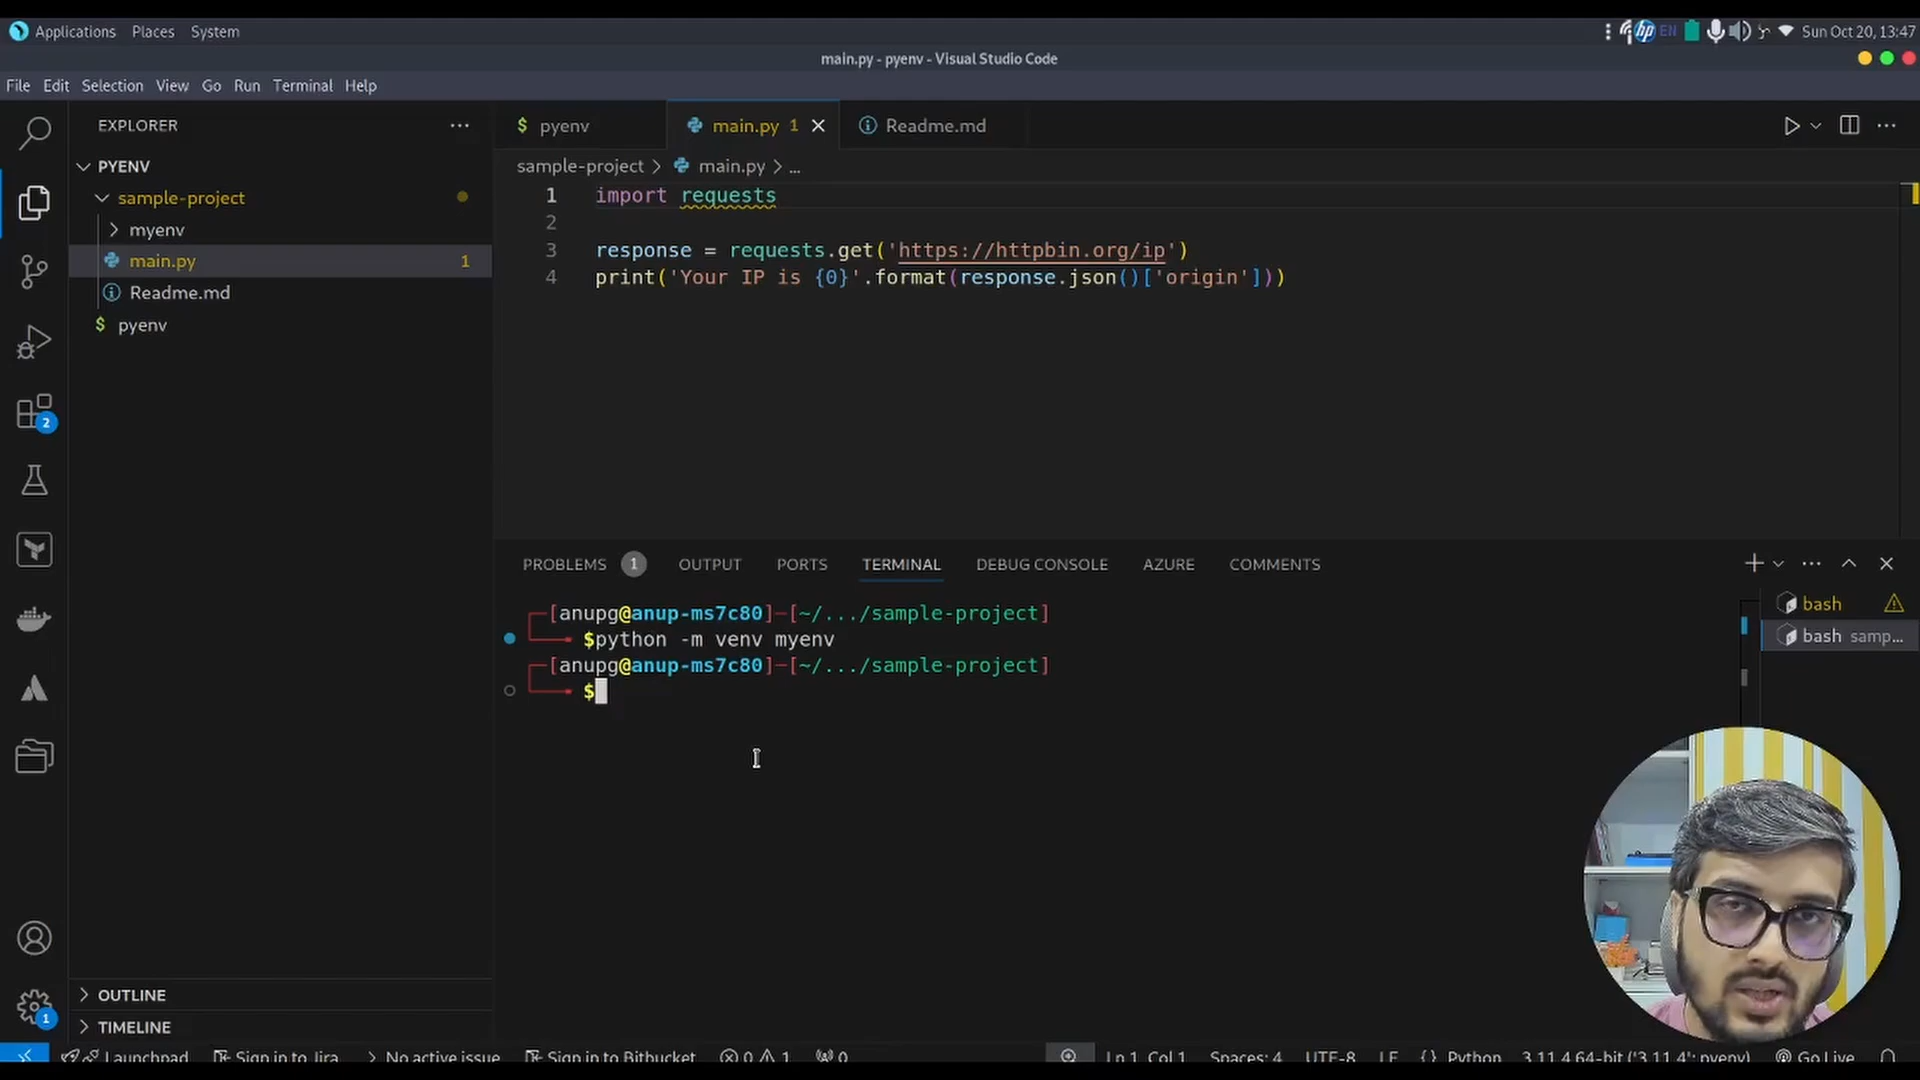 Applications Places System
EN Sun Oct 20, 13:47
main.py - pyenv - Visual Studio Code
File Edit Selection View Go Run Terminal Help
EXPLORER
PYENV
sample-project
myenv
main.py 1
Readme.md
pyenv
2
1
OUTLINE
TIMELINE
$ pyenv main.py 1 Readme.md
sample-project > main.py > ...
1 import requests
2
3 response = requests.get('https://httpbin.org/ip')
4 print('Your IP is {0}'.format(response.json()['origin']))
PROBLEMS 1 OUTPUT PORTS TERMINAL DEBUG CONSOLE AZURE COMMENTS
[anupg@anup-ms7c80]-[~/.../sample-project]
$python -m venv myenv
[anupg@anup-ms7c80]-[~/.../sample-project]
$
bash
bash samp...
Launchpad Sign in to Jira No active issue Sign in to Bitbucket 0 1 0 Ln 1, Col 1 Spaces: 4 UTF-8 LF {} Python 3.11.4 64-bit ('3.11.4': pyenv) Go Live